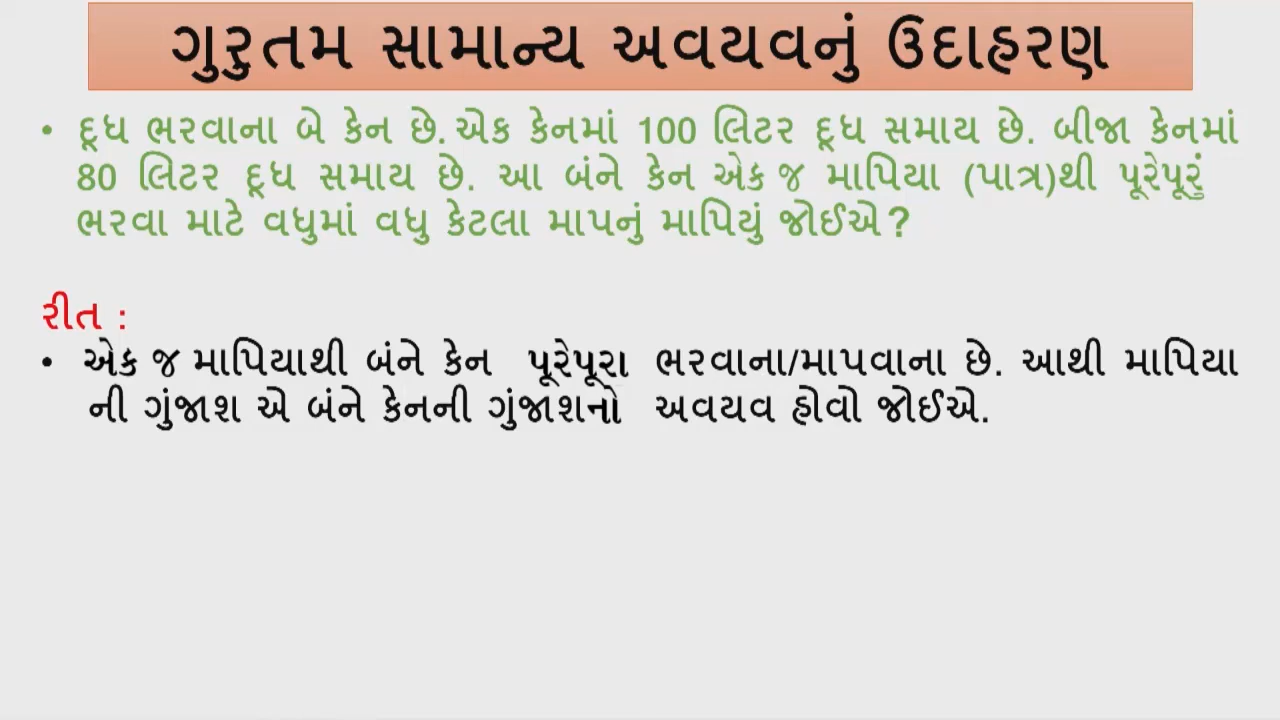 ગુરુતમ સામાન્ય અવયવનું ઉદાહરણ
• દૂધ ભરવાના બે કેન છે. એક કેનમાં 100 લિટર દૂધ સમાય છે. બીજા કેનમાં
80 લિટર દૂધ સમાય છે. આ બંને કેન એક જ માપિયા (પાત્ર)થી પૂરેપૂરું
ભરવા માટે વધુમાં વધુ કેટલા માપનું માપિયું જોઈએ?
રીત :
• એક જ માપિયાથી બંને કેન પૂરેપૂરા ભરવાના/માપવાના છે. આથી માપિયા
ની ગુંજાશ એ બંને કેનની ગુંજાશનો અવયવ હોવો જોઈએ.